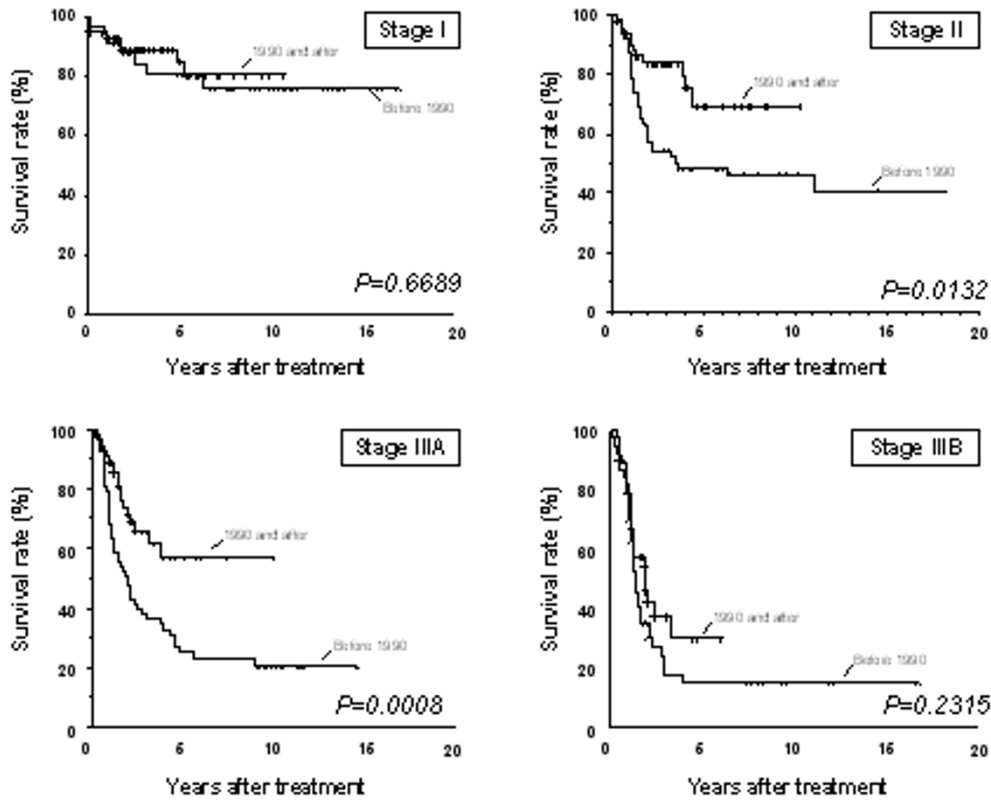 Stage I
Survival rate (%)
100
80
60
40
20
0
1990 and after
Before 1990
P=0.6689
0 6 10 16 20
Years after treatment
Stage II
Survival rate (%)
100
80
60
40
20
0
1990 and after
Before 1990
P=0.0132
0 6 10 16 20
Years after treatment
Stage IIIA
Survival rate (%)
100
80
60
40
20
0
1990 and after
Before 1990
P=0.0008
0 6 10 16 20
Years after treatment
Stage IIIB
Survival rate (%)
100
80
60
40
20
0
1990 and after
Before 1990
P=0.2315
0 6 10 16 20
Years after treatment